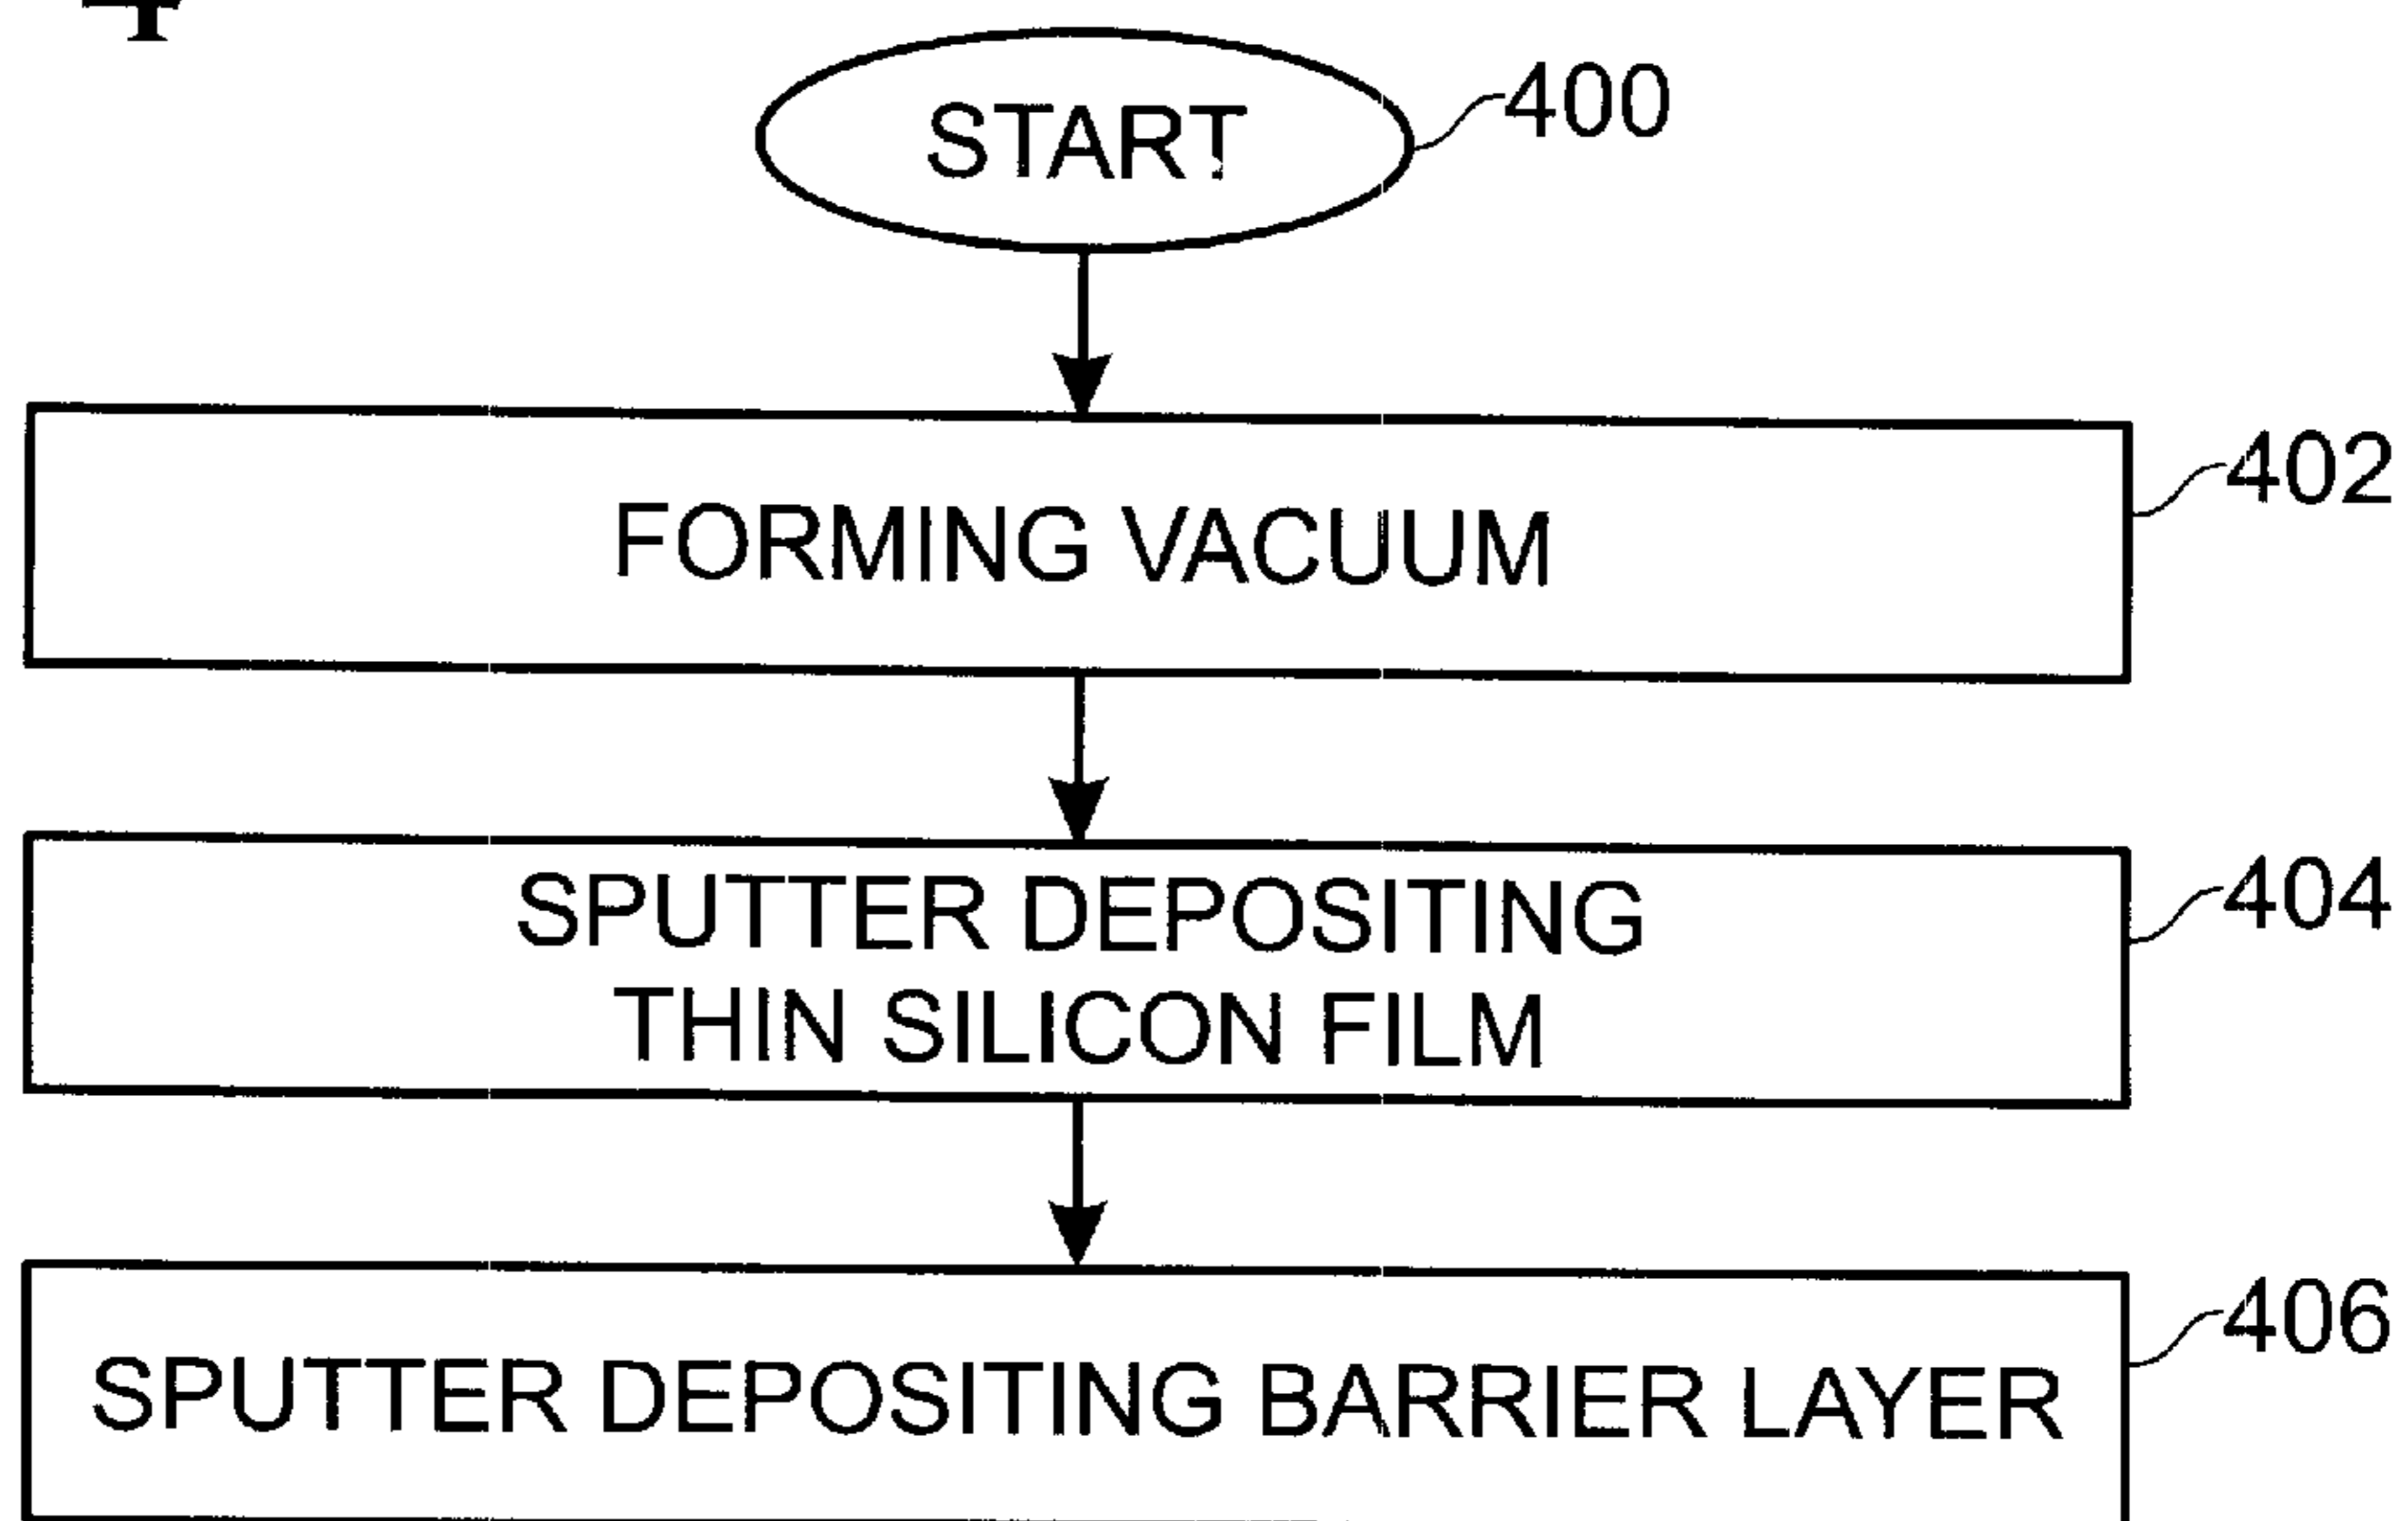 START
400
FORMING VACUUM
402
SPUTTER DEPOSITING
THIN SILICON FILM
404
SPUTTER DEPOSITING BARRIER LAYER
406